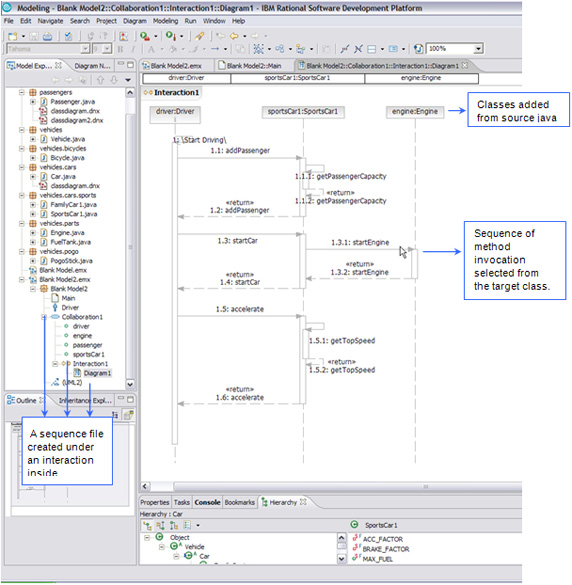 Modeling - Blank Model2::Collaboration1::Interaction1::Diagram1 - IBM Rational Software Development Platform
File Edit Navigate Search Project Data Diagram Modeling Run Window Help
Tahoma
100%
Model Exp...
Diagram N...
passengers
Passenger.java
classdiagram.dnx
classdiagram2.dnx
vehicles
Vehicle.java
vehicles.bicycles
Bicycle.java
vehicles.cars
Car.java
classdiagram.dnx
vehicles.cars.sports
FamilyCar1.java
SportsCar1.java
vehicles.parts
Engine.java
FuelTank.java
vehicles.pogo
PogoStick.java
Blank Model.emx
Blank Model2.emx
Blank Model2
Main
Driver
Collaboration1
driver
engine
passenger
sportsCar1
Interaction1
Diagram1
(UML2)
Outline
Inheritance Expl...
A sequence file
created under
an interaction
inside
Blank Model2.emx
Blank Model2::Main
Blank Model2::Collaboration1::Interaction1::Diagram1
driver:Driver
sportsCar1:SportsCar1
engine:Engine
Interaction1
driver:Driver
sportsCar1:SportsCar1
engine:Engine
Classes added
from source java
1: \Start Driving\
1.1: addPassenger
1.1.1: getPassengerCapacity
«return»
1.1.2: getPassengerCapacity
«return»
1.2: addPassenger
1.3: startCar
1.3.1: startEngine
«return»
1.3.2: startEngine
«return»
1.4: startCar
1.5: accelerate
1.5.1: getTopSpeed
«return»
1.5.2: getTopSpeed
«return»
1.6: accelerate
Sequence of
method
invocation
selected from
the target class.
Properties Tasks Console Bookmarks Hierarchy
Hierarchy : Car
Object
Vehicle
Car
SportsCar1
ACC_FACTOR
BRAKE_FACTOR
MAX_FUEL